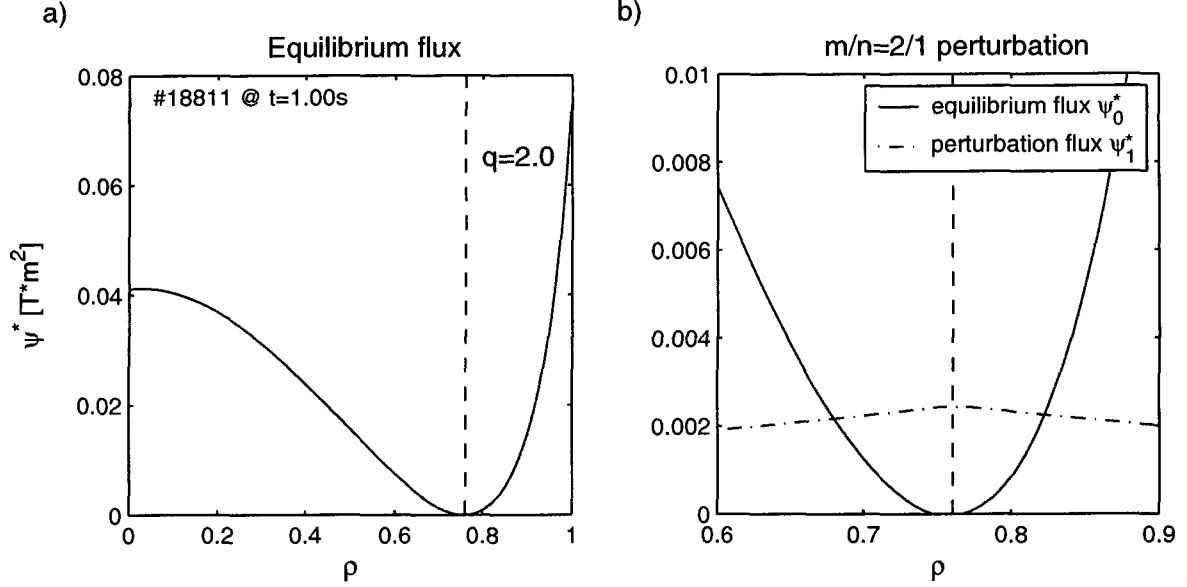 a)
Equilibrium flux
#18811 @ t=1.00s
q=2.0
ψ* [T*m²]
0.08
0.06
0.04
0.02
0
0 0.2 0.4 0.6 0.8 1
ρ
b)
m/n=2/1 perturbation
equilibrium flux ψ₀*
perturbation flux ψ₁*
0.01
0.008
0.006
0.004
0.002
0
0.6 0.7 0.8 0.9
ρ